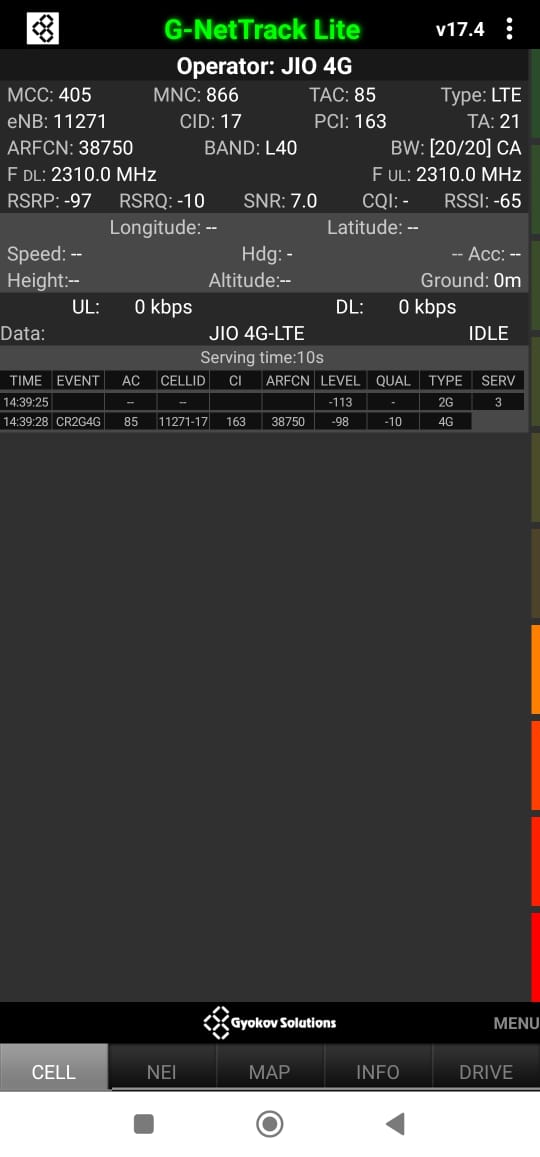 G-NetTrack Lite v17.4
Operator: JIO 4G
MCC: 405 MNC: 866 TAC: 85 Type: LTE
eNB: 11271 CID: 17 PCI: 163 TA: 21
ARFCN: 38750 BAND: L40 BW: [20/20] CA
F DL: 2310.0 MHz F UL: 2310.0 MHz
RSRP: -97 RSRQ: -10 SNR: 7.0 CQI: - RSSI: -65
Longitude: -- Latitude: --
Speed: -- Hdg: - -- Acc: --
Height:-- Altitude:-- Ground: 0m
UL: 0 kbps DL: 0 kbps
Data: JIO 4G-LTE IDLE
Serving time:10s
TIME EVENT AC CELLID CI ARFCN LEVEL QUAL TYPE SERV
14:39:25 -- -- -113 - 2G 3
14:39:28 CR2G4G 85 11271-17 163 38750 -98 -10 4G
Gyokov Solutions MENU
CELL NEI MAP INFO DRIVE